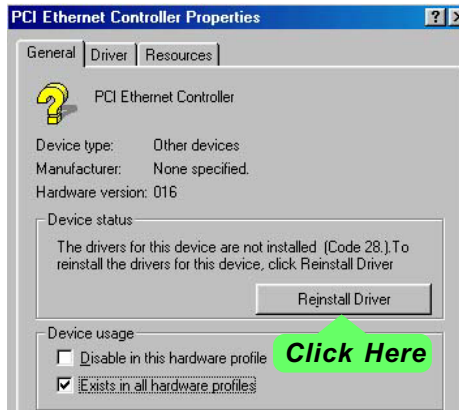 PCI Ethernet Controller Properties
General Driver Resources
PCI Ethernet Controller
Device type: Other devices
Manufacturer: None specified.
Hardware version: 016
Device status
The drivers for this device are not installed (Code 28.).To
reinstall the drivers for this device, click Reinstall Driver
Reinstall Driver
Device usage
Disable in this hardware profile
Click Here
Exists in all hardware profiles